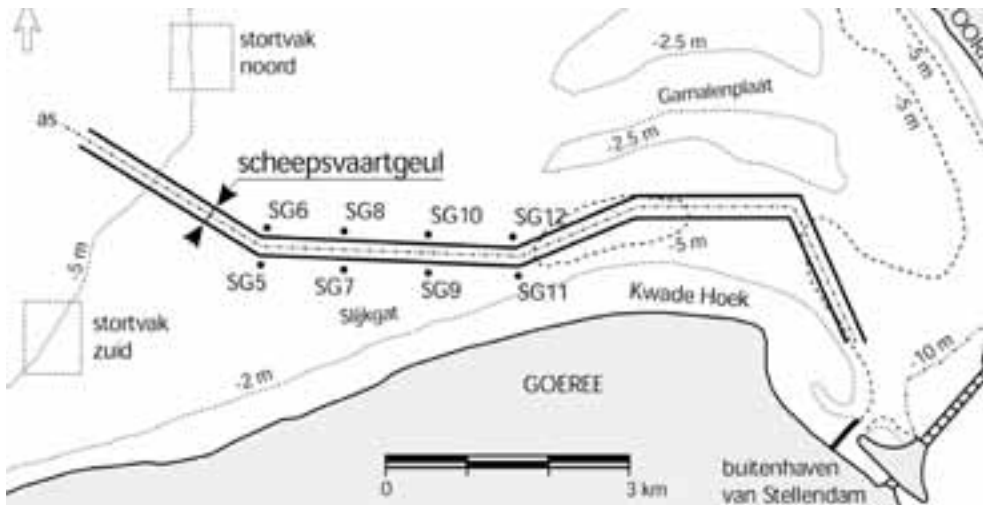 stortvak
noord
-2.5 m
-5 m
-5 m
Gamalenplaat
as
-2.5 m
scheepsvaartgeul
SG6
SG8
SG10
SG12
-5 m
5 m
SG5
SG7
SG9
SG11
Kwade Hoek
Slijkgat
stortvak
zuid
-2 m
-10 m
GOEREE
0
3 km
buitenhaven
van Stellendam